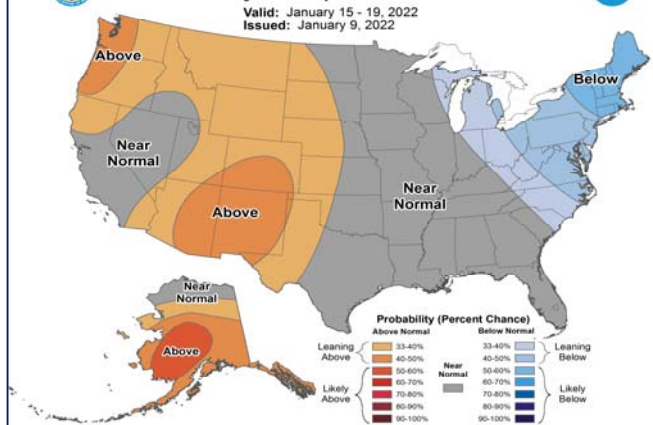 Valid: January 15 - 19, 2022
Issued: January 9, 2022
Above
Below
Near
Normal
Near
Normal
Above
Near
Normal
Above
Probability (Percent Chance)
Above Normal
Below Normal
Leaning
Above
33-40%
40-50%
50-60%
60-70%
70-80%
80-90%
90-100%
Likely
Above
Near
Normal
33-40%
40-50%
50-60%
60-70%
70-80%
80-90%
90-100%
Leaning
Below
Likely
Below